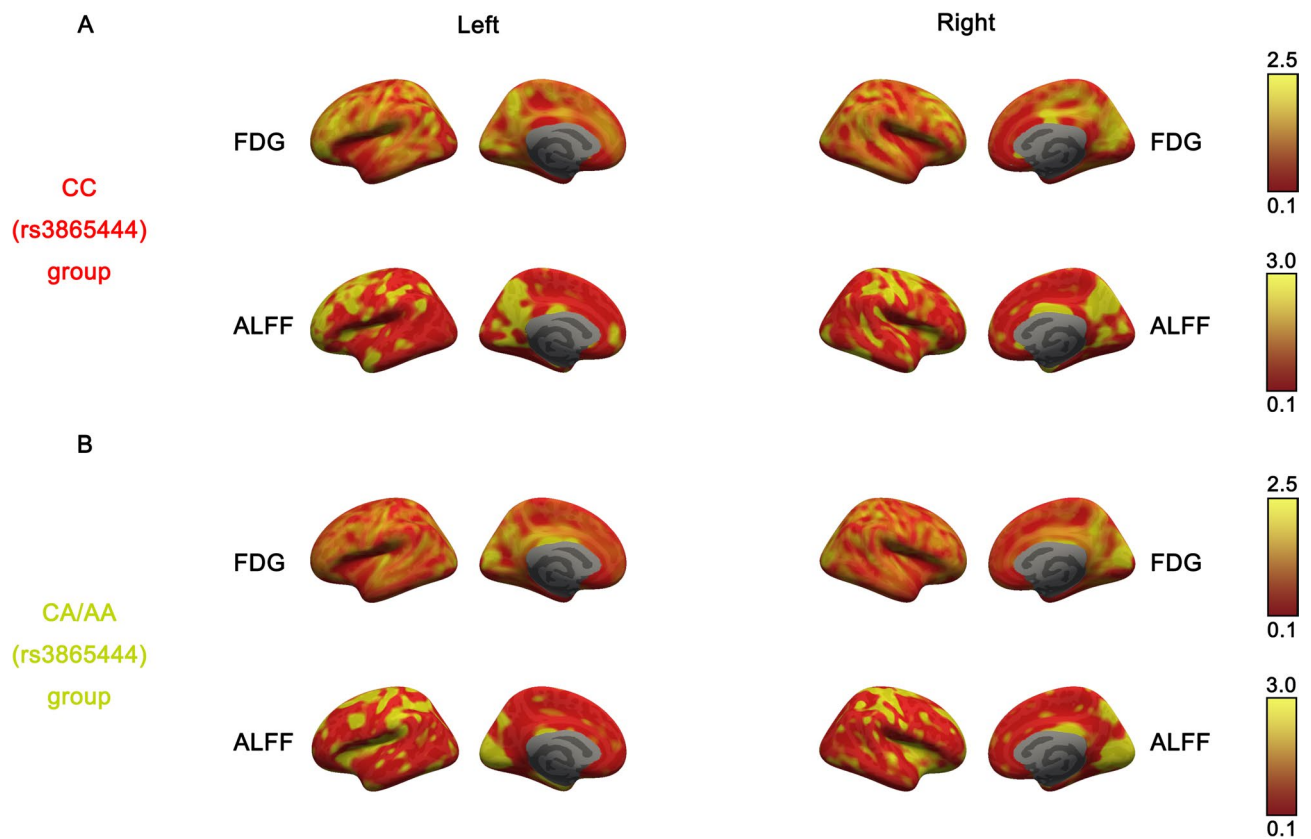 A
Left
Right
2.5
FDG
FDG
CC
(rs3865444)
group
0.1
3.0
ALFF
ALFF
0.1
B
2.5
FDG
FDG
CA/AA
(rs3865444)
group
0.1
3.0
ALFF
ALFF
0.1